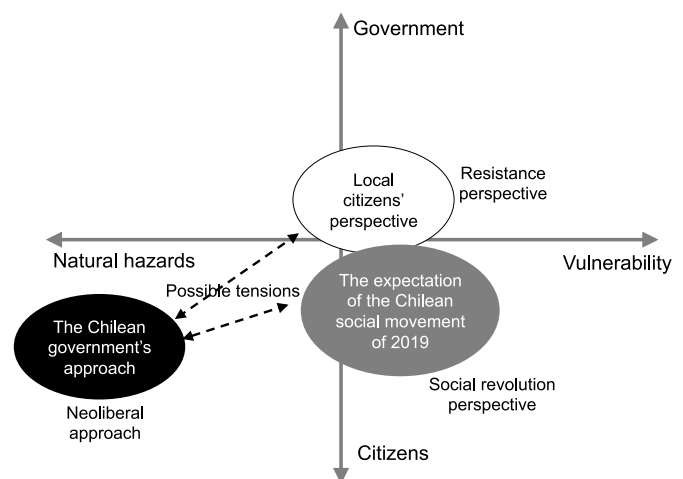 Government
Local
citizens'
perspective
Resistance
perspective
Natural hazards
Vulnerability
Possible tensions
The expectation
of the Chilean
social movement
of 2019
The Chilean
government's
approach
Neoliberal
approach
Social revolution
perspective
Citizens